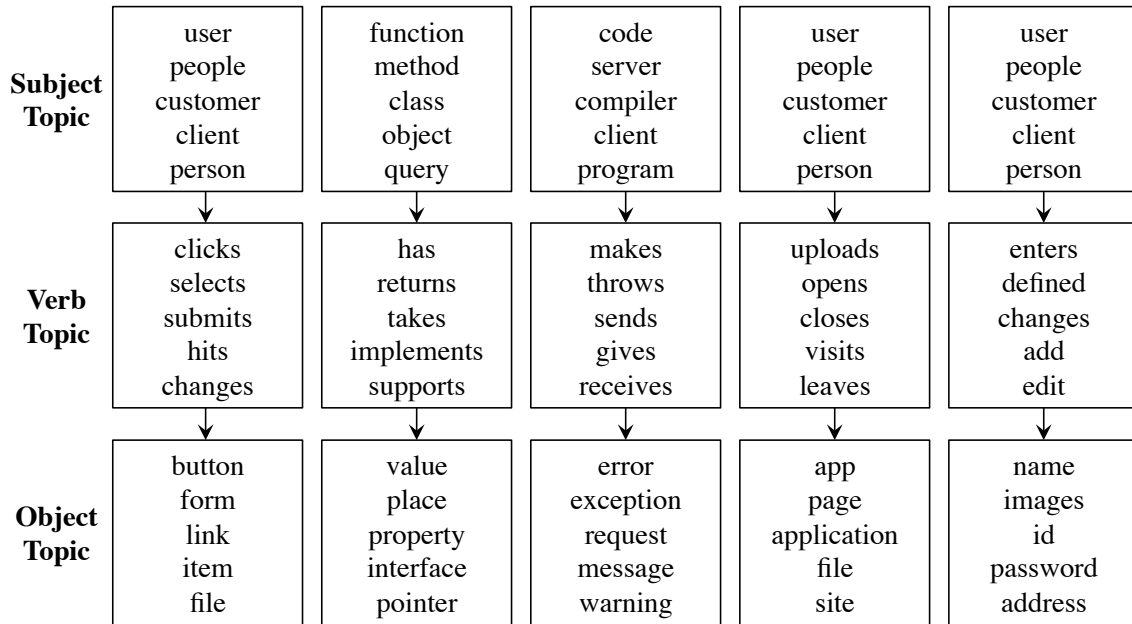 Subject
Topic
user
people
customer
client
person
function
method
class
object
query
code
server
compiler
client
program
user
people
customer
client
person
user
people
customer
client
person
Verb
Topic
clicks
selects
submits
hits
changes
has
returns
takes
implements
supports
makes
throws
sends
gives
receives
uploads
opens
closes
visits
leaves
enters
defined
changes
add
edit
Object
Topic
button
form
link
item
file
value
place
property
interface
pointer
error
exception
request
message
warning
app
page
application
file
site
name
images
id
password
address